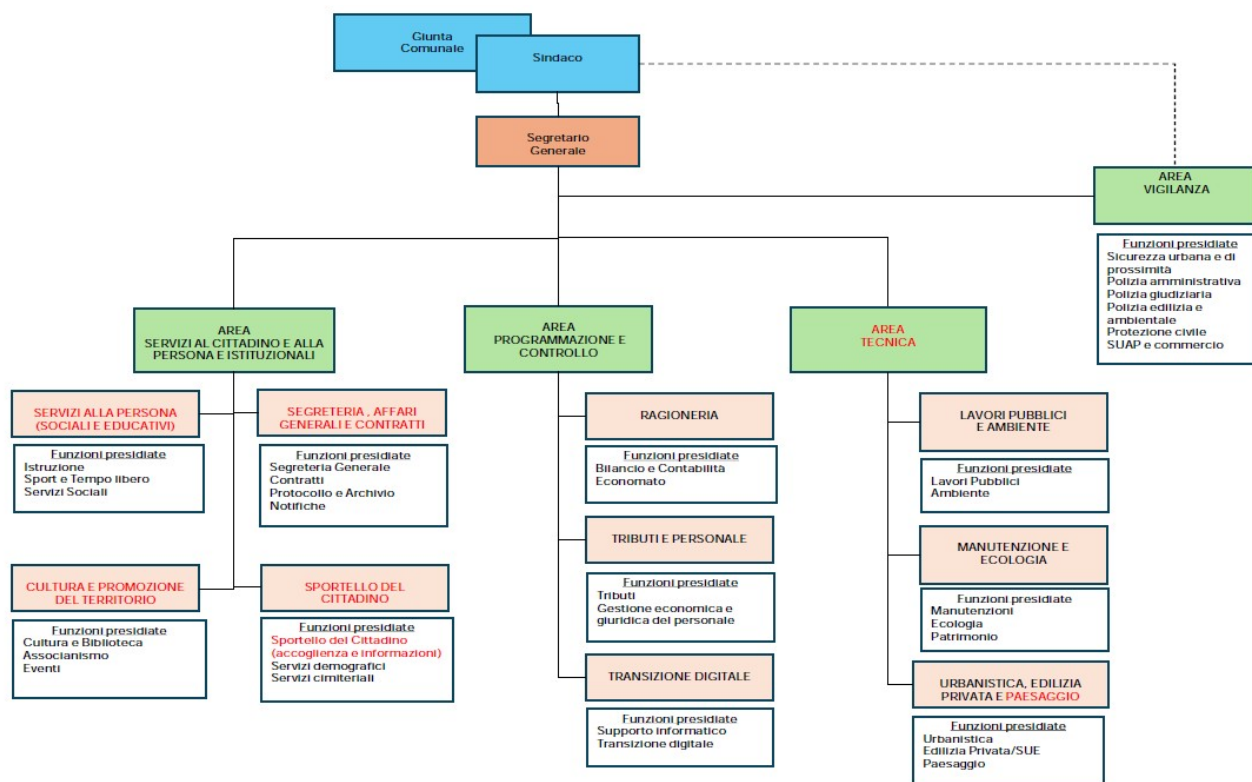 Giunta
Comunale
Sindaco
Segretario
Generale
AREA
VIGILANZA
Funzioni presidiate
Sicurezza urbana e di
prossimità
Polizia amministrativa
Polizia giudiziaria
Polizia edilizia e
ambientale
Protezione civile
SUAP e commercio
AREA
SERVIZI AL CITTADINO E ALLA
PERSONA E ISTITUZIONALI
SERVIZI ALLA PERSONA
(SOCIALI E EDUCATIVI)
Funzioni presidiate
Istruzione
Sport e Tempo libero
Servizi Sociali
SEGRETERIA , AFFARI
GENERALI E CONTRATTI
Funzioni presidiate
Segreteria Generale
Contratti
Protocollo e Archivio
Notifiche
CULTURA E PROMOZIONE
DEL TERRITORIO
Funzioni presidiate
Cultura e Biblioteca
Associanismo
Eventi
SPORTELLO DEL
CITTADINO
Funzioni presidiate
Sportello del Cittadino
(accoglienza e informazioni)
Servizi demografici
Servizi cimiteriali
AREA
PROGRAMMAZIONE E
CONTROLLO
RAGIONERIA
Funzioni presidiate
Bilancio e Contabilità
Economato
TRIBUTI E PERSONALE
Funzioni presidiate
Tributi
Gestione economica e
giuridica del personale
TRANSIZIONE DIGITALE
Funzioni presidiate
Supporto informatico
Transizione digitale
AREA
TECNICA
LAVORI PUBBLICI
E AMBIENTE
Funzioni presidiate
Lavori Pubblici
Ambiente
MANUTENZIONE E
ECOLOGIA
Funzioni presidiate
Manutenzioni
Ecologia
Patrimonio
URBANISTICA, EDILIZIA
PRIVATA E PAESAGGIO
Funzioni presidiate
Urbanistica
Edilizia Privata/SUE
Paesaggio